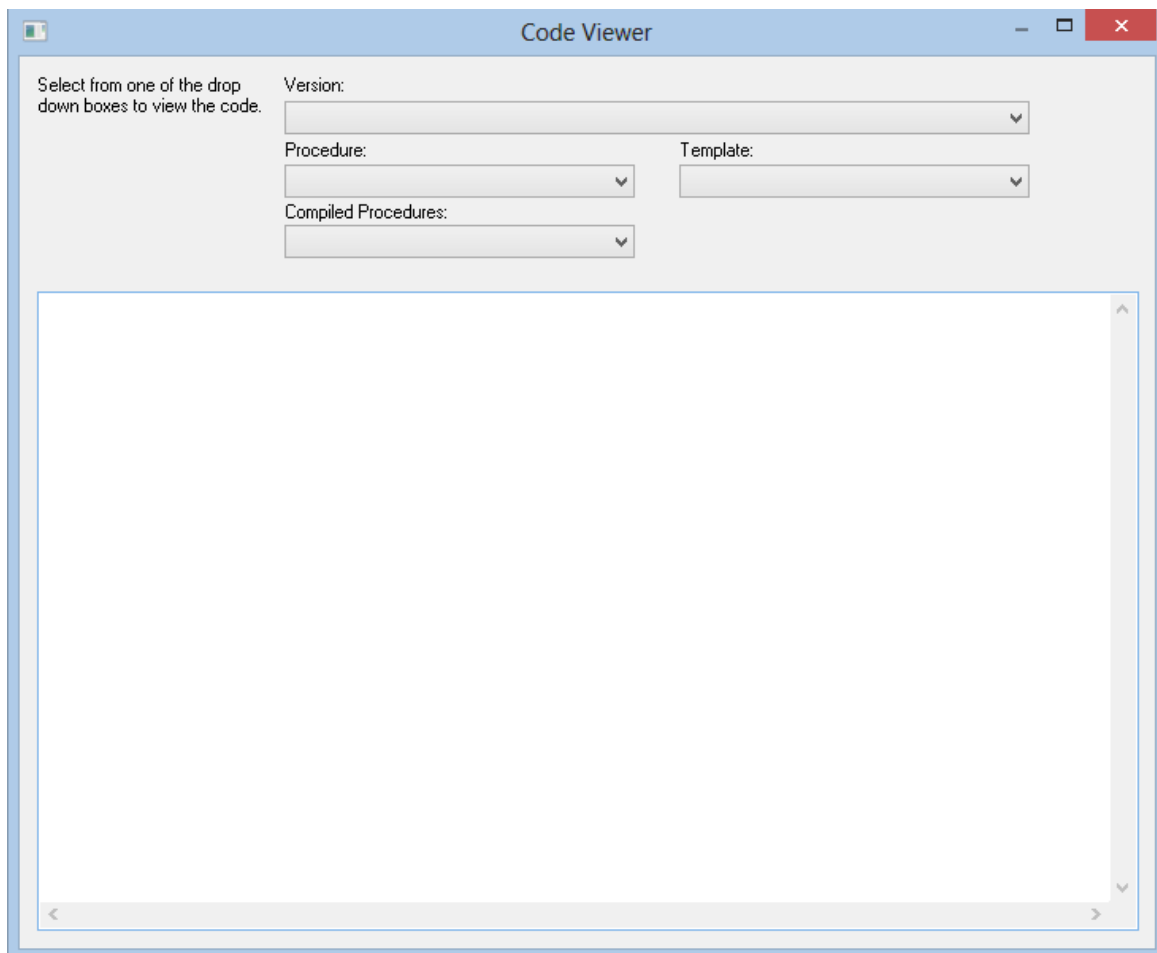 Code Viewer
Select from one of the drop
down boxes to view the code.
Version:
Procedure:
Template:
Compiled Procedures: